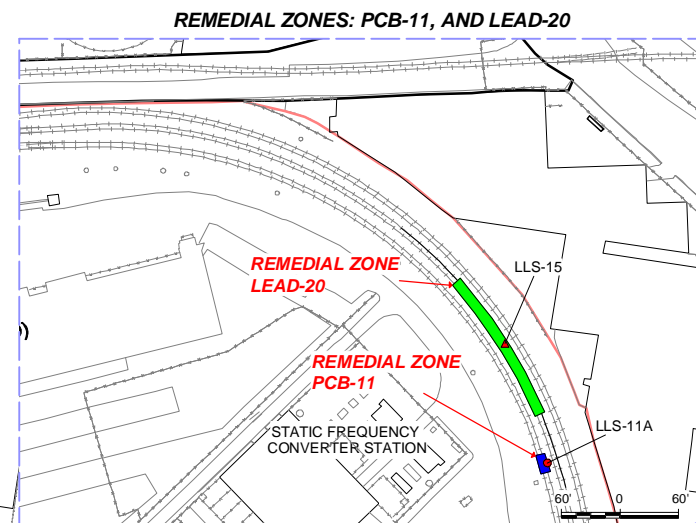 REMEDIAL ZONES: PCB-11, AND LEAD-20
REMEDIAL ZONE
LEAD-20
LLS-15
REMEDIAL ZONE
PCB-11
STATIC FREQUENCY
CONVERTER STATION
LLS-11A
60' 0 60'